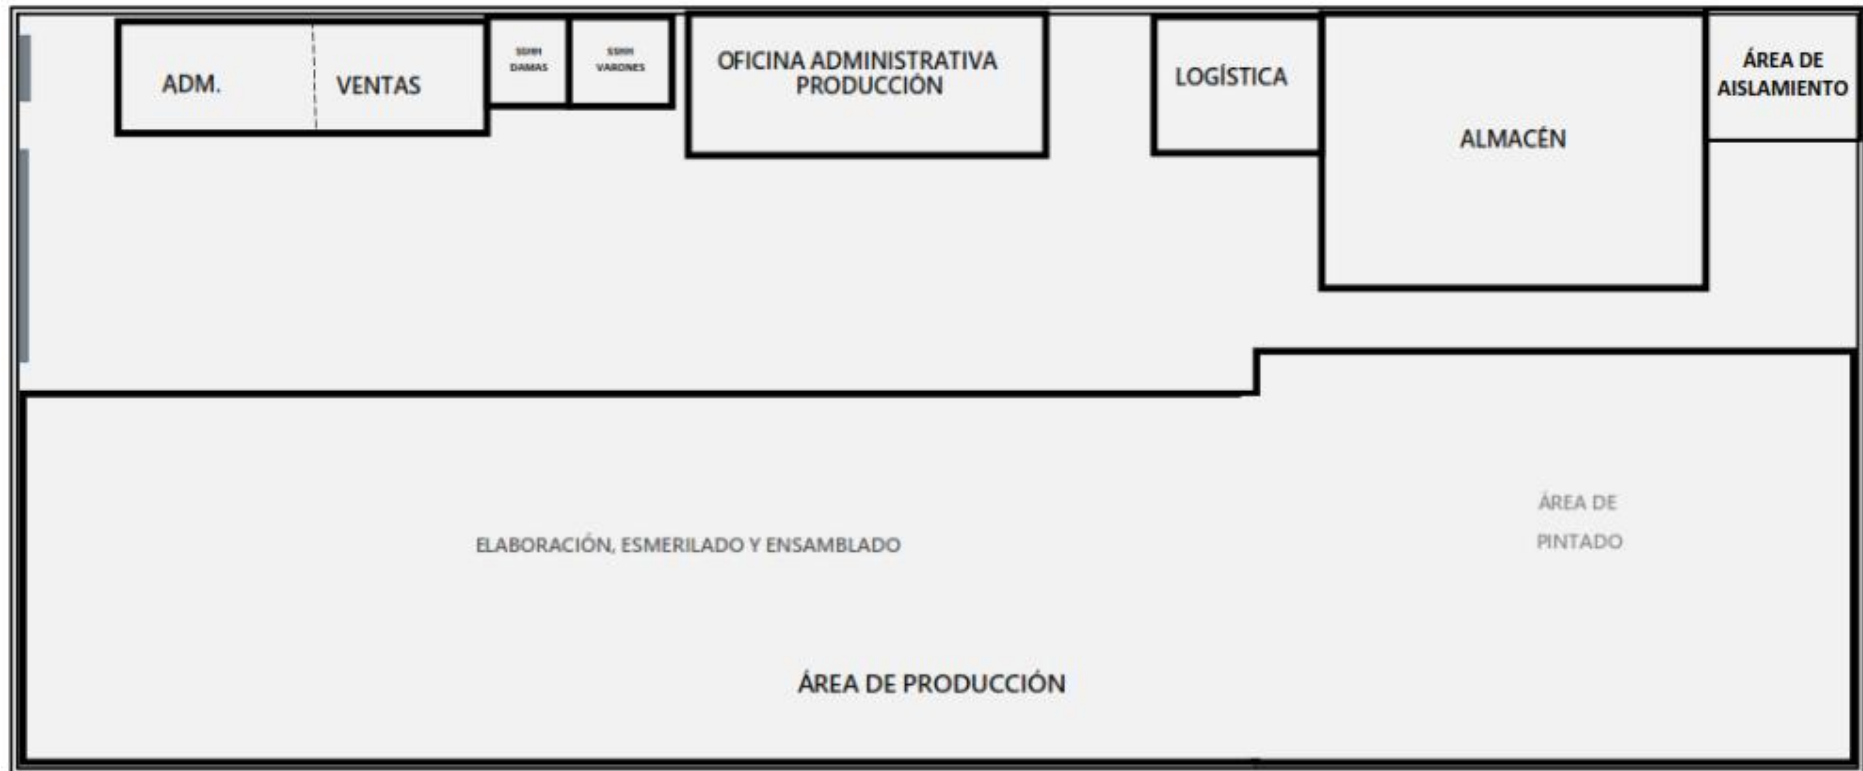 ADM.
VENTAS
SSHH
DAMAS
SSHH
VARONES
OFICINA ADMINISTRATIVA
PRODUCCIÓN
LOGÍSTICA
ALMACÉN
ÁREA DE
AISLAMIENTO
ELABORACIÓN, ESMERILADO Y ENSAMBLADO
ÁREA DE
PINTADO
ÁREA DE PRODUCCIÓN